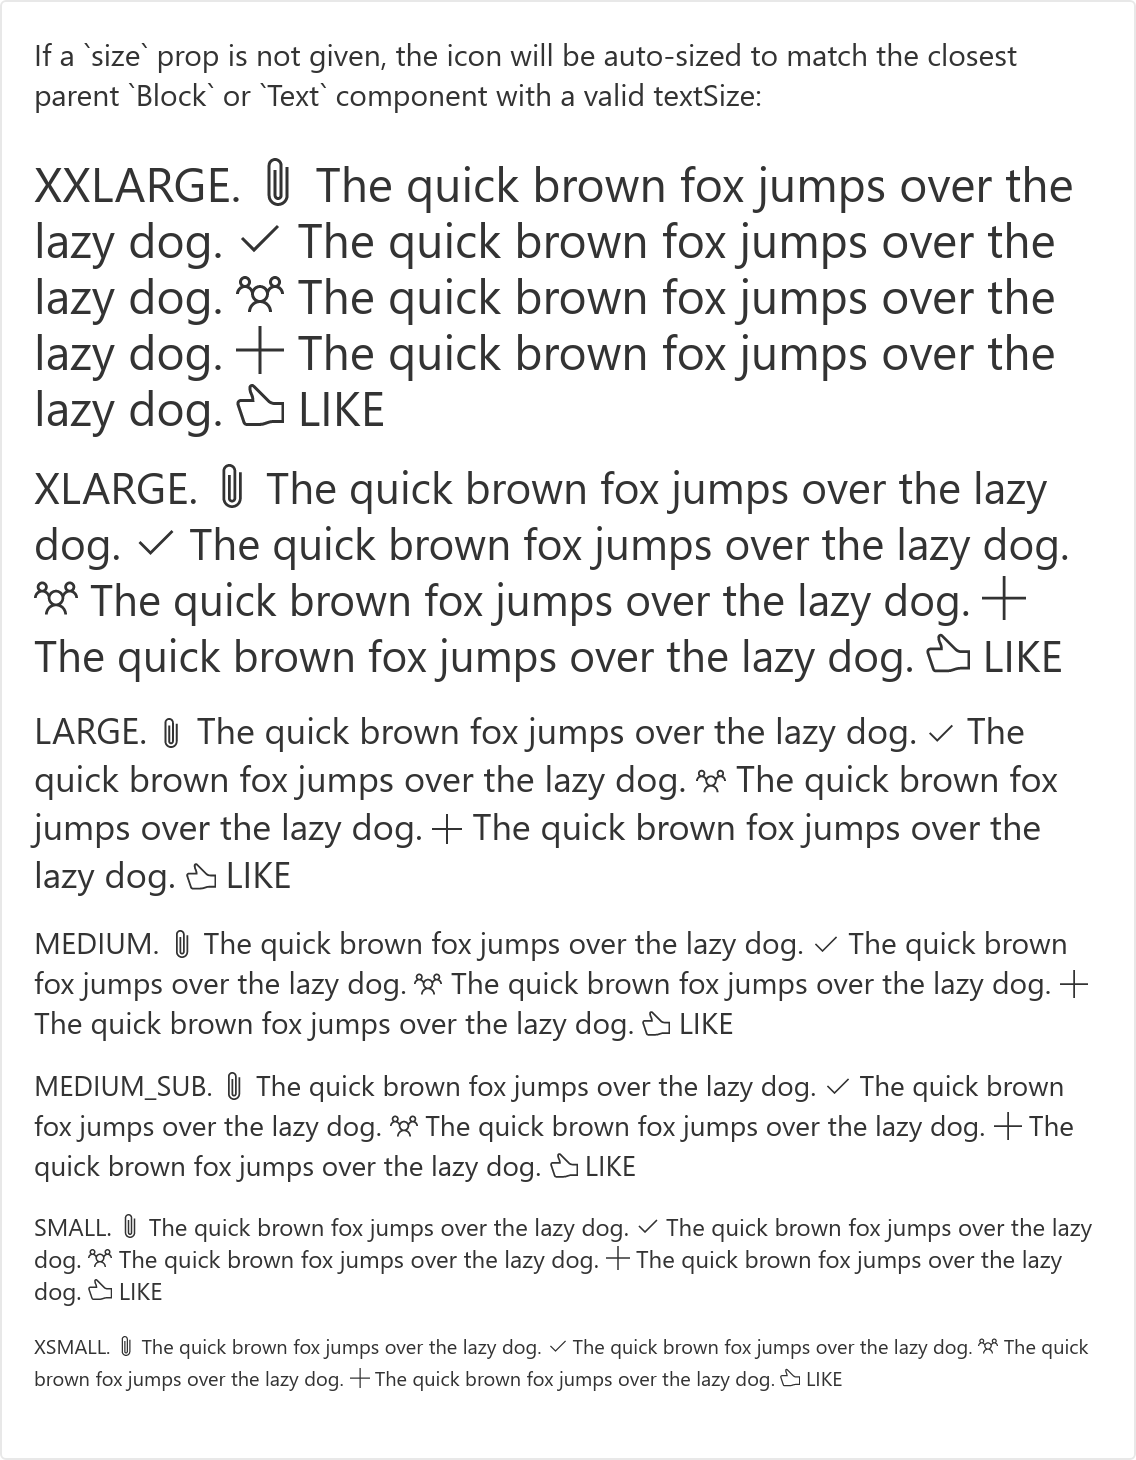 If a `size` prop is not given, the icon will be auto-sized to match the closest
parent `Block` or `Text` component with a valid textSize:
XXLARGE. The quick brown fox jumps over the
lazy dog. The quick brown fox jumps over the
lazy dog. The quick brown fox jumps over the
lazy dog. The quick brown fox jumps over the
lazy dog. LIKE
XLARGE. The quick brown fox jumps over the lazy
dog. The quick brown fox jumps over the lazy dog.
The quick brown fox jumps over the lazy dog.
The quick brown fox jumps over the lazy dog. LIKE
LARGE. The quick brown fox jumps over the lazy dog. The
quick brown fox jumps over the lazy dog. The quick brown fox
jumps over the lazy dog. The quick brown fox jumps over the
lazy dog. LIKE
MEDIUM. The quick brown fox jumps over the lazy dog. The quick brown
fox jumps over the lazy dog. The quick brown fox jumps over the lazy dog.
The quick brown fox jumps over the lazy dog. LIKE
MEDIUM_SUB. The quick brown fox jumps over the lazy dog. The quick brown
fox jumps over the lazy dog. The quick brown fox jumps over the lazy dog. The
quick brown fox jumps over the lazy dog. LIKE
SMALL. The quick brown fox jumps over the lazy dog. The quick brown fox jumps over the lazy
dog. The quick brown fox jumps over the lazy dog. The quick brown fox jumps over the lazy
dog. LIKE
XSMALL. The quick brown fox jumps over the lazy dog. The quick brown fox jumps over the lazy dog. The quick
brown fox jumps over the lazy dog. The quick brown fox jumps over the lazy dog. LIKE